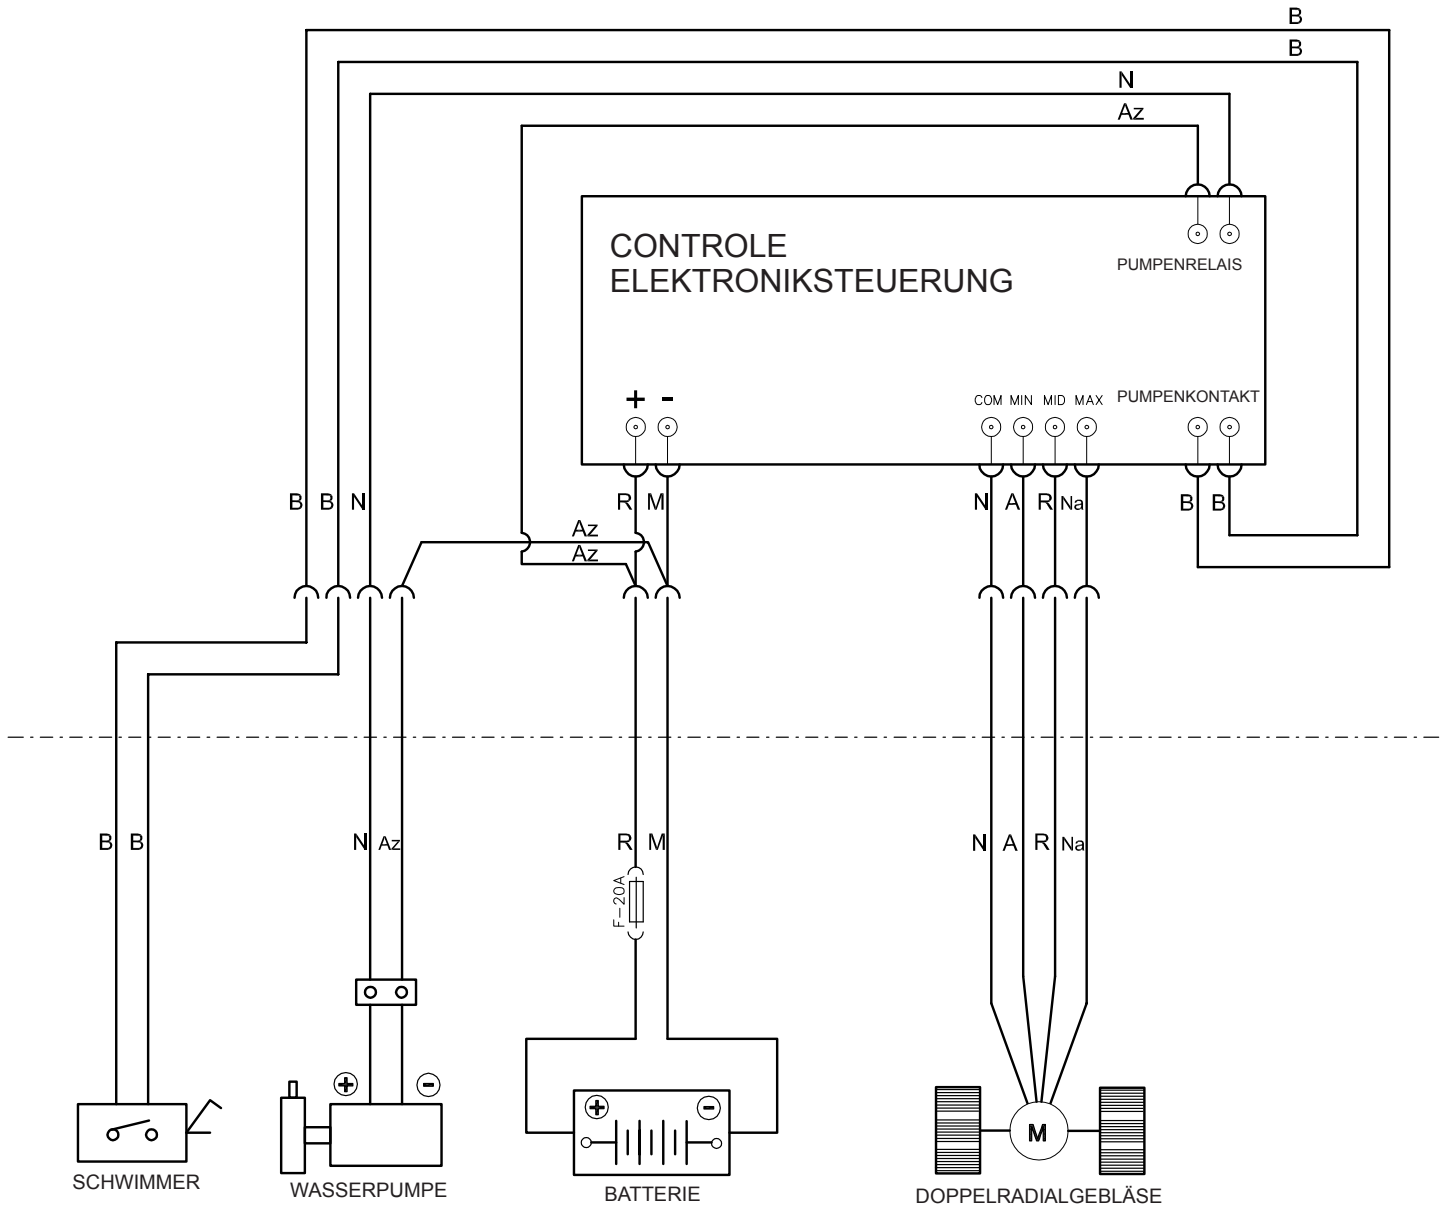 B
B
N
Az
CONTROLE
ELEKTRONIKSTEUERUNG
PUMPENRELAIS
+ -
COM MIN MID MAX
PUMPENKONTAKT
B B N
R M
N A R Na
B B
Az
Az
B B
N Az
R M
N A R Na
F-20A
+ -
+ -
M
SCHWIMMER
WASSERPUMPE
BATTERIE
DOPPELRADIALGEBLÄSE